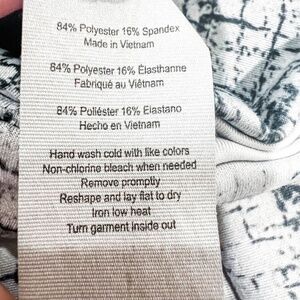 84% Polyester 16% Spandex
Made in Vietnam
84% Polyester 16% Élasthanne
Fabriqué au Viêtnam
84% Poliéster 16% Elastano
Hecho en Vietnam
Hand wash cold with like colors
Non-chlorine bleach when needed
Remove promptly
Reshape and lay flat to dry
Iron low heat
Turn garment inside out